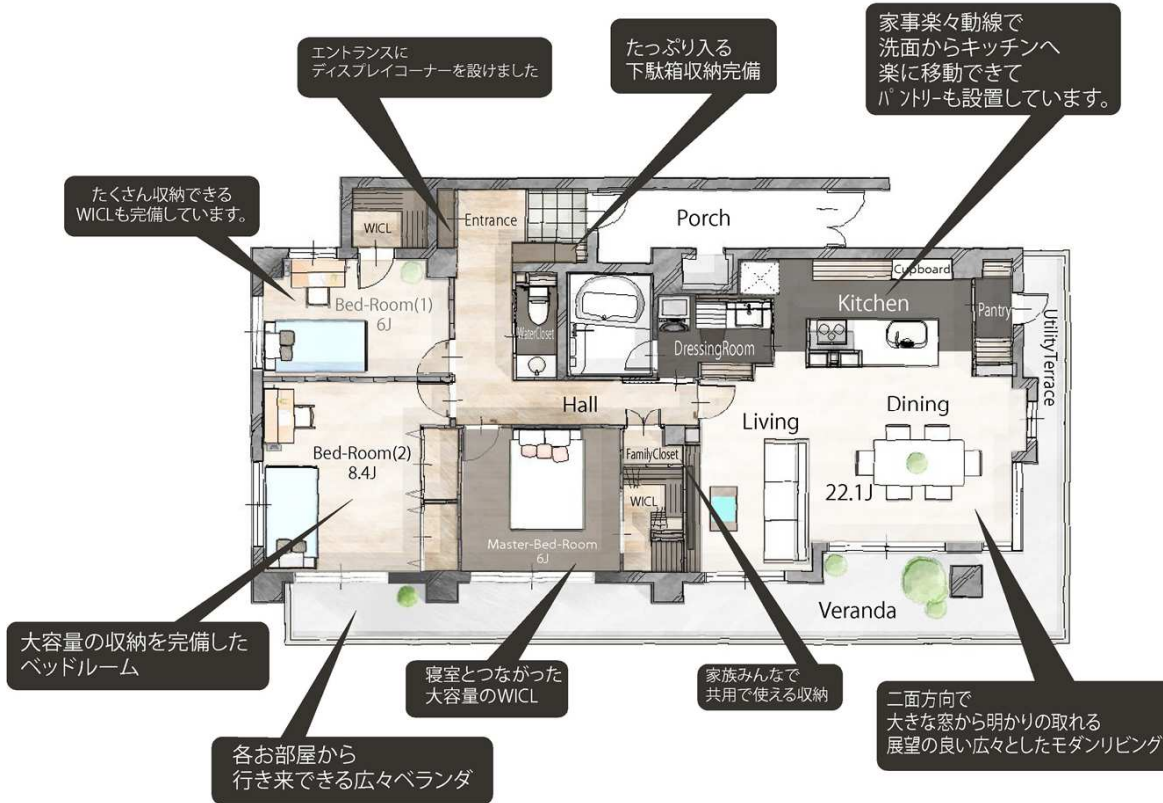 エントランスに
ディスプレイコーナーを設けました
たっぷり入る
下駄箱収納完備
家事楽々動線で
洗面からキッチンへ
楽に移動できて
パントリーも設置しています。
たくさん収納できる
WICLも完備しています。
WICL
Entrance
Porch
Bed-Room(1)
6J
WaterCloset
DressingRoom
Kitchen
Cupboard
Pantry
UtilityTerrace
Hall
Living
Dining
22.1J
Bed-Room(2)
8.4J
Master-Bed-Room
6J
FamilyCloset
WICL
Veranda
大容量の収納を完備した
ベッドルーム
寝室とつながった
大容量のWICL
家族みんなで
共用で使える収納
二面方向で
大きな窓から明かりの取れる
展望の良い広々としたモダンリビング
各お部屋から
行き来できる広々ベランダ